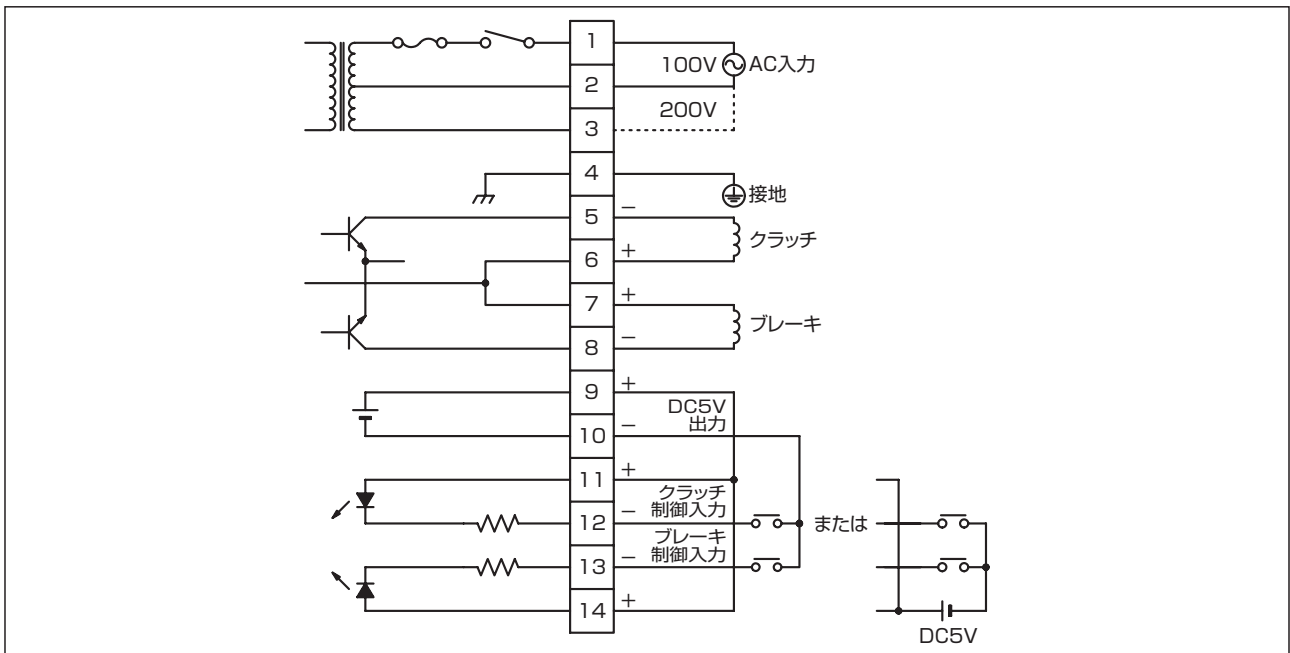 1
100V
AC入力
2
200V
3
4
接地
5
−
クラッチ
6
+
7
+
ブレーキ
8
−
9
+
DC5V
出力
10
−
11
+
クラッチ
制御入力
12
−
または
ブレーキ
制御入力
13
−
14
+
DC5V